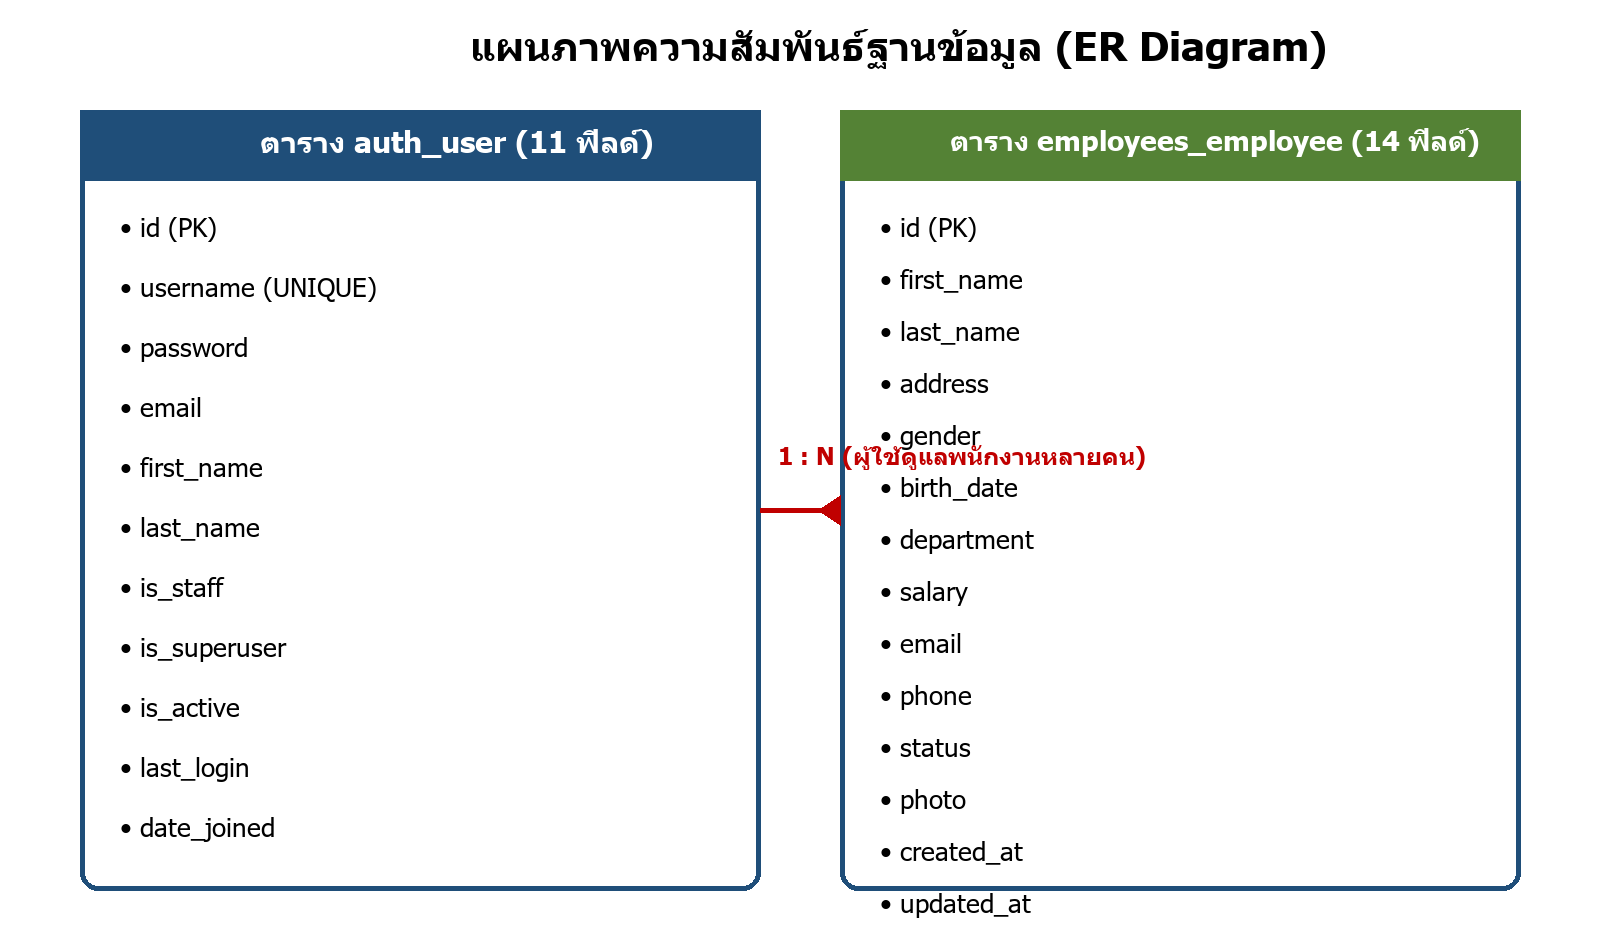 แผนภาพความสัมพันธ์ฐานข้อมูล (ER Diagram)
ตาราง auth_user (11 ฟิลด์)
• id (PK)
• username (UNIQUE)
• password
• email
• first_name
• last_name
• is_staff
• is_superuser
• is_active
• last_login
• date_joined
1 : N (ผู้ใช้ดูแลพนักงานหลายคน)
ตาราง employees_employee (14 ฟิลด์)
• id (PK)
• first_name
• last_name
• address
• gender
• birth_date
• department
• salary
• email
• phone
• status
• photo
• created_at
• updated_at